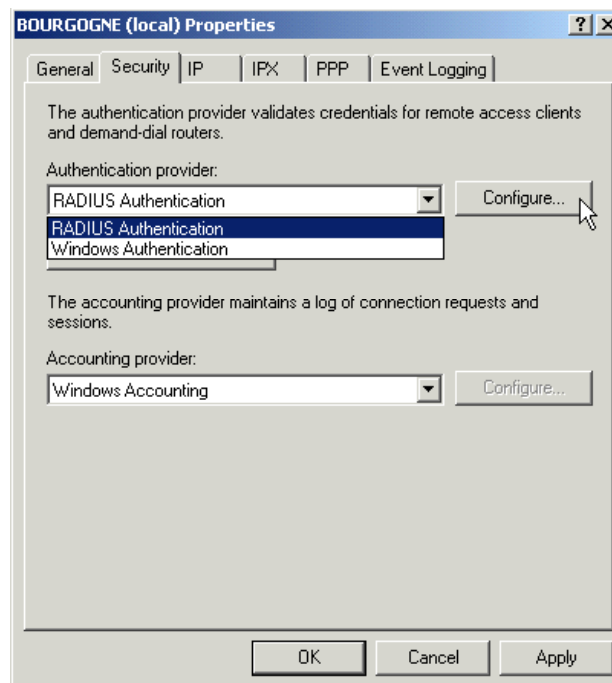 BOURGOGNE (local) Properties
General Security IP IPX PPP Event Logging
The authentication provider validates credentials for remote access clients
and demand-dial routers.
Authentication provider:
RADIUS Authentication Configure...
RADIUS Authentication
Windows Authentication
The accounting provider maintains a log of connection requests and
sessions.
Accounting provider:
Windows Accounting Configure...
OK Cancel Apply